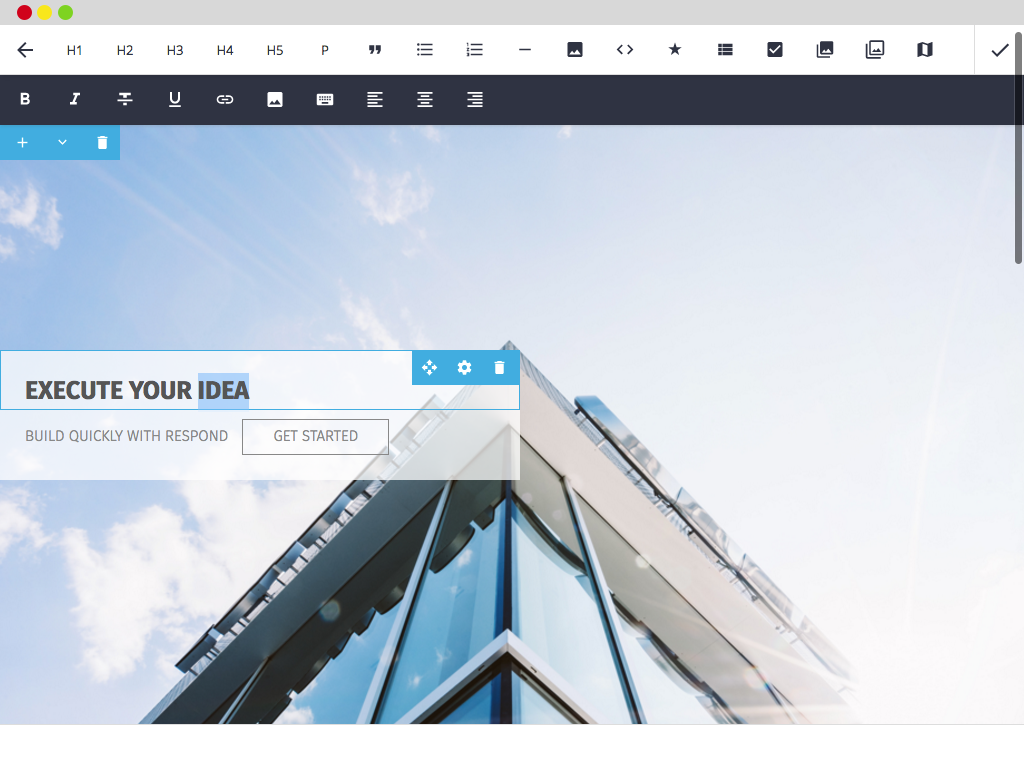 H1 H2 H3 H4 H5 P
B I U
EXECUTE YOUR IDEA
BUILD QUICKLY WITH RESPOND GET STARTED